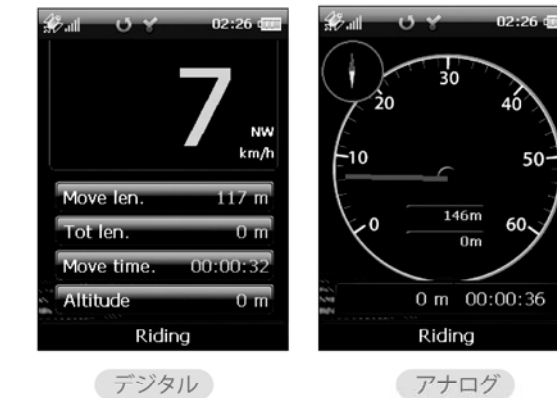 02:26
7
NW
km/h
Move len. 117 m
Tot len. 0 m
Move time. 00:00:32
Altitude 0 m
Riding
デジタル
02:26
30
20 40
10 50
0 60
146m
0m
0 m 00:00:36
Riding
アナログ